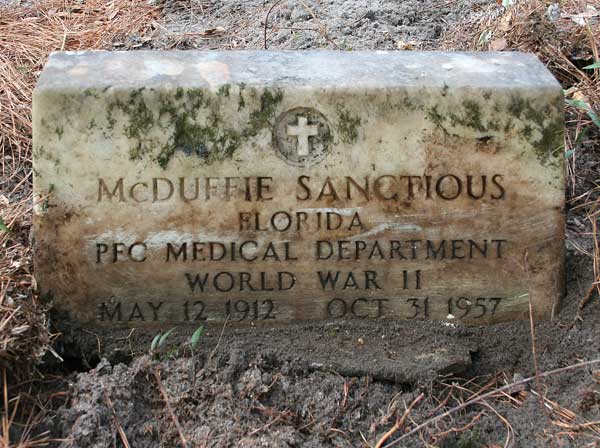 McDUFFIE SANCTIOUS
FLORIDA
PFC MEDICAL DEPARTMENT
WORLD WAR II
MAY 12 1912 OCT 31 1957